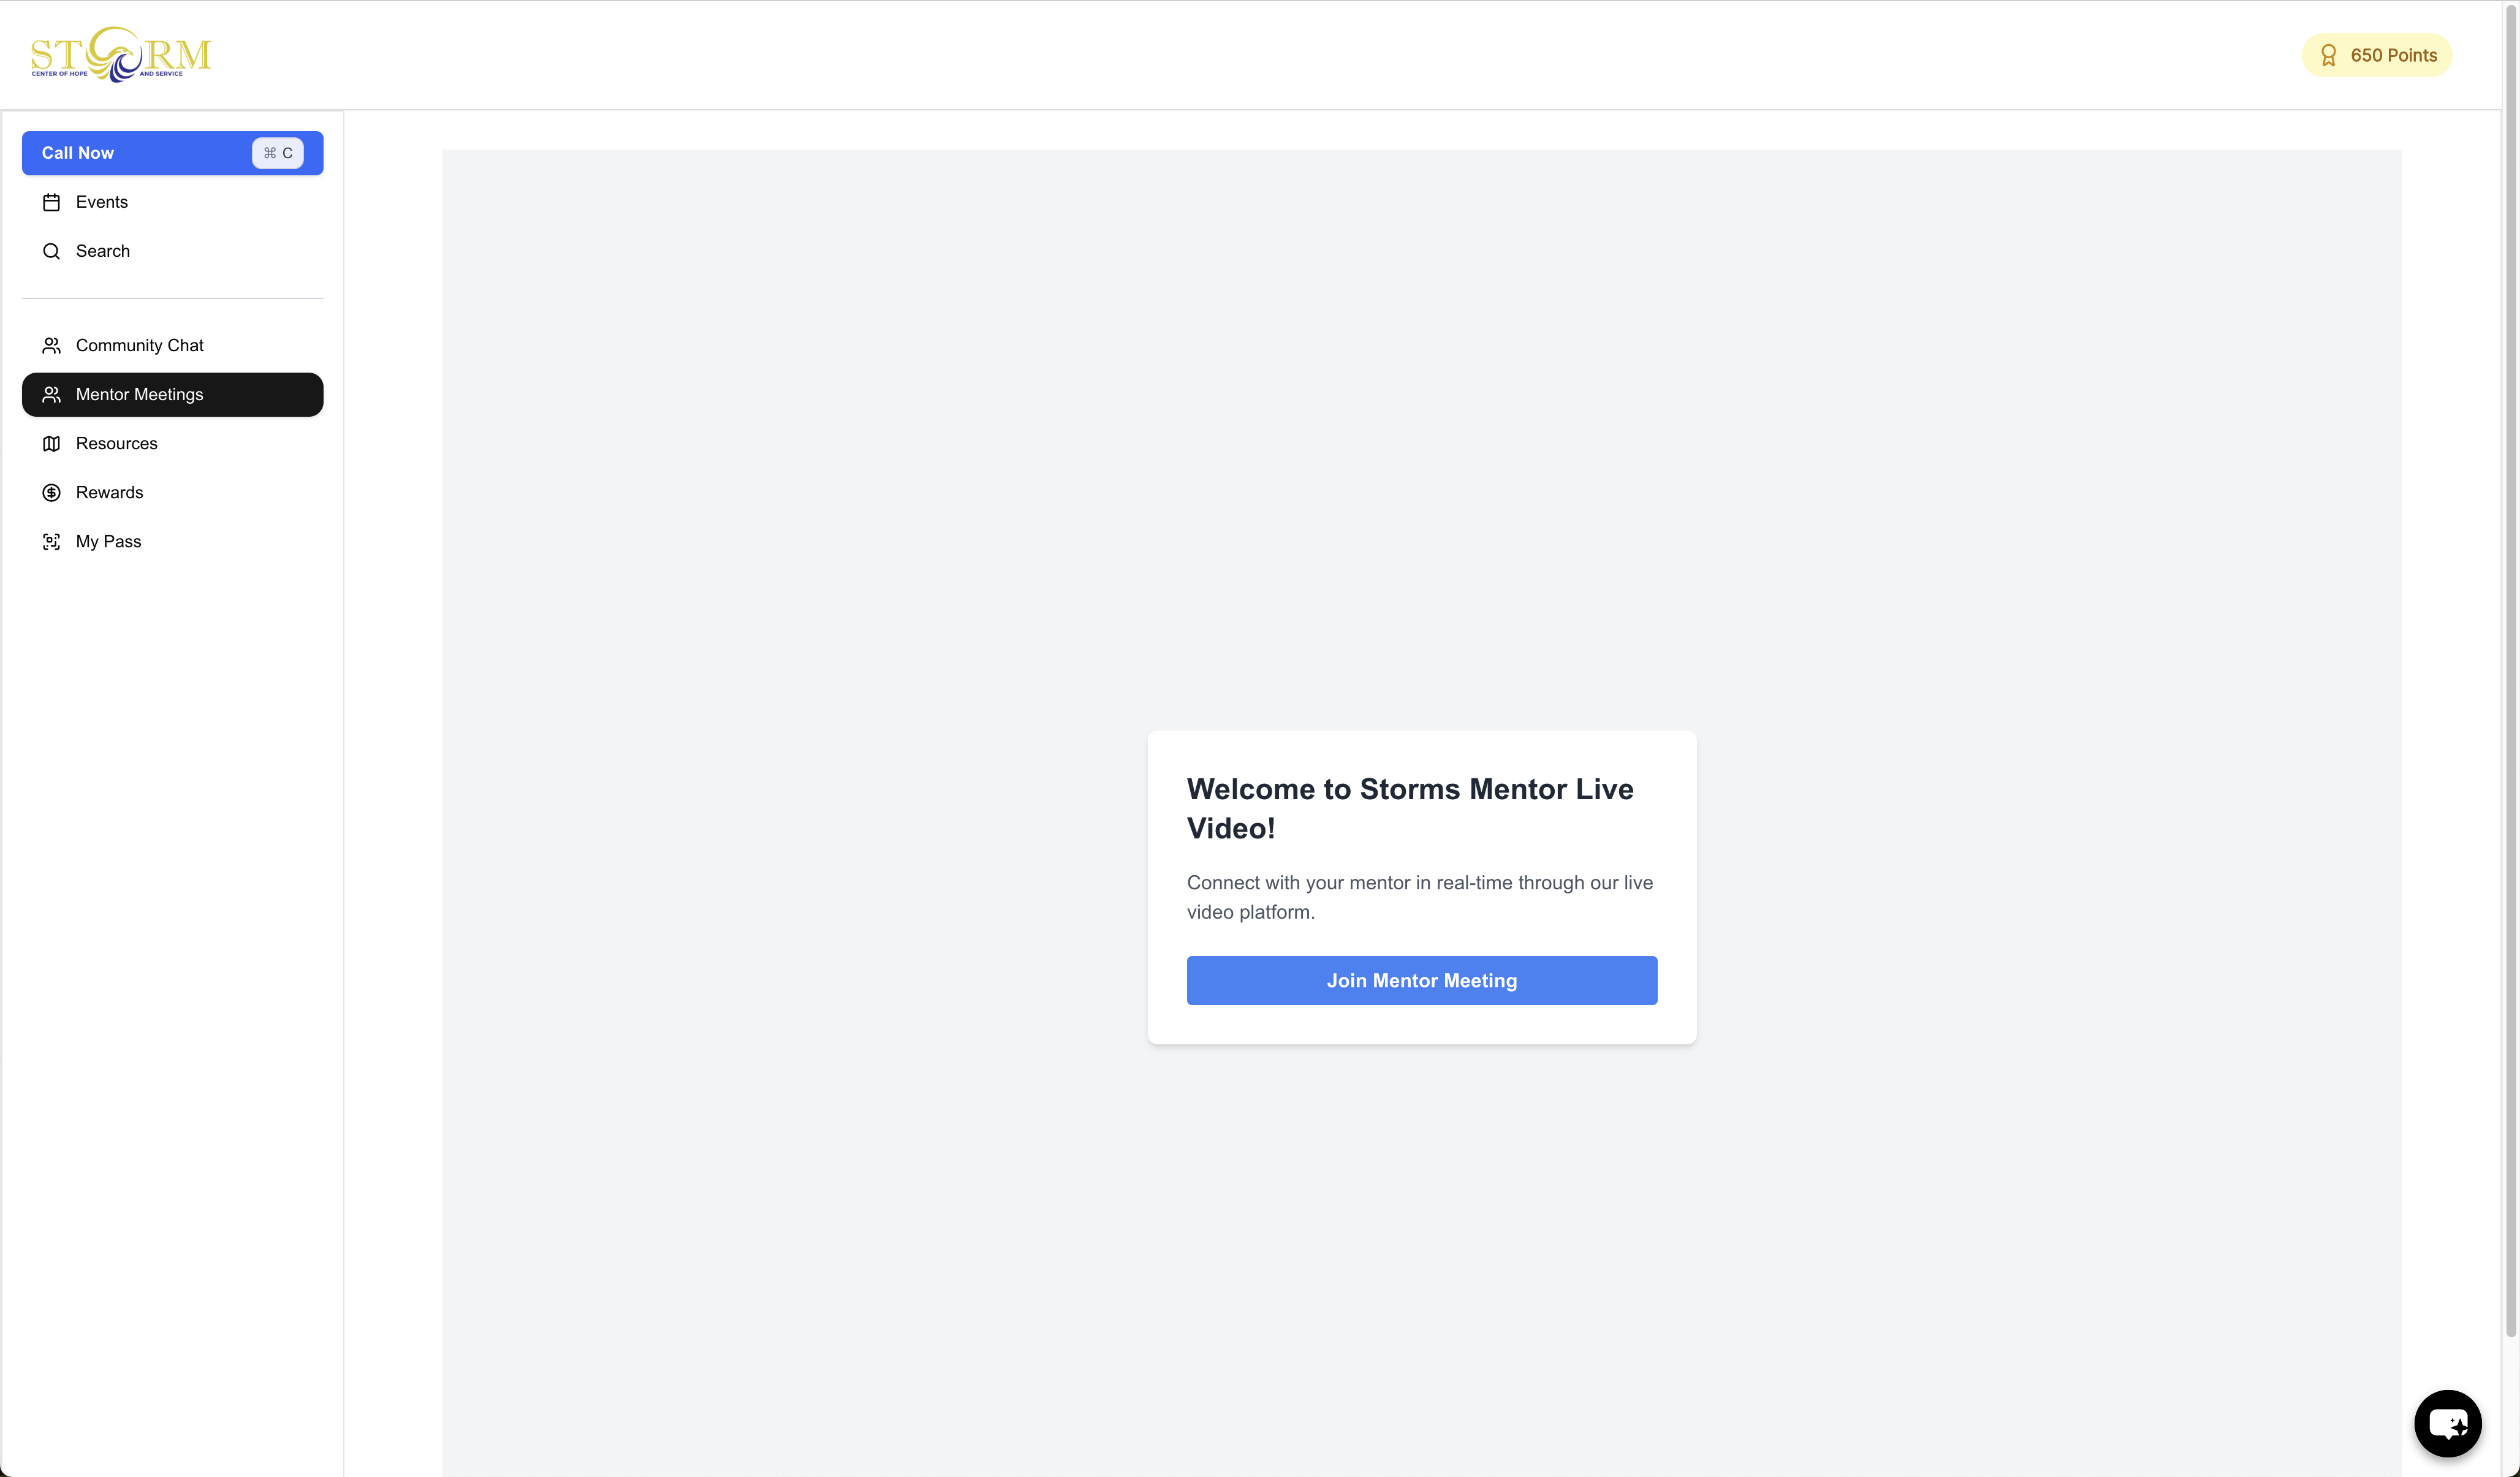 STORM
CENTER OF HOPE AND SERVICE
650 Points
Call Now ⌘ C
Events
Search
Community Chat
Mentor Meetings
Resources
Rewards
My Pass
Welcome to Storms Mentor Live
Video!
Connect with your mentor in real-time through our live
video platform.
Join Mentor Meeting